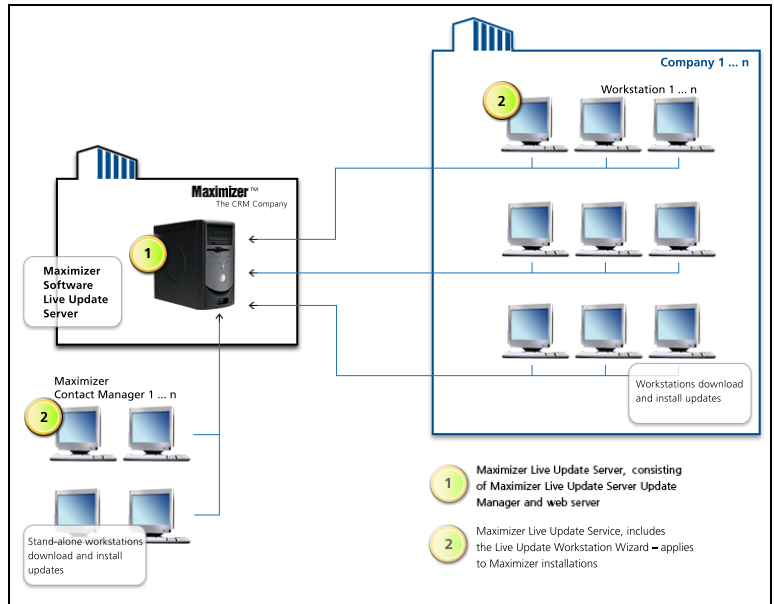 Company 1 ... n
2
Workstation 1 ... n
Maximizer™
The CRM Company
1
Maximizer
Software
Live Update
Server
Workstations download
and install updates
Maximizer
Contact Manager 1 ... n
2
Stand-alone workstations
download and install
updates
1
Maximizer Live Update Server, consisting
of Maximizer Live Update Server Update
Manager and web server
2
Maximizer Live Update Service, includes
the Live Update Workstation Wizard – applies
to Maximizer installations